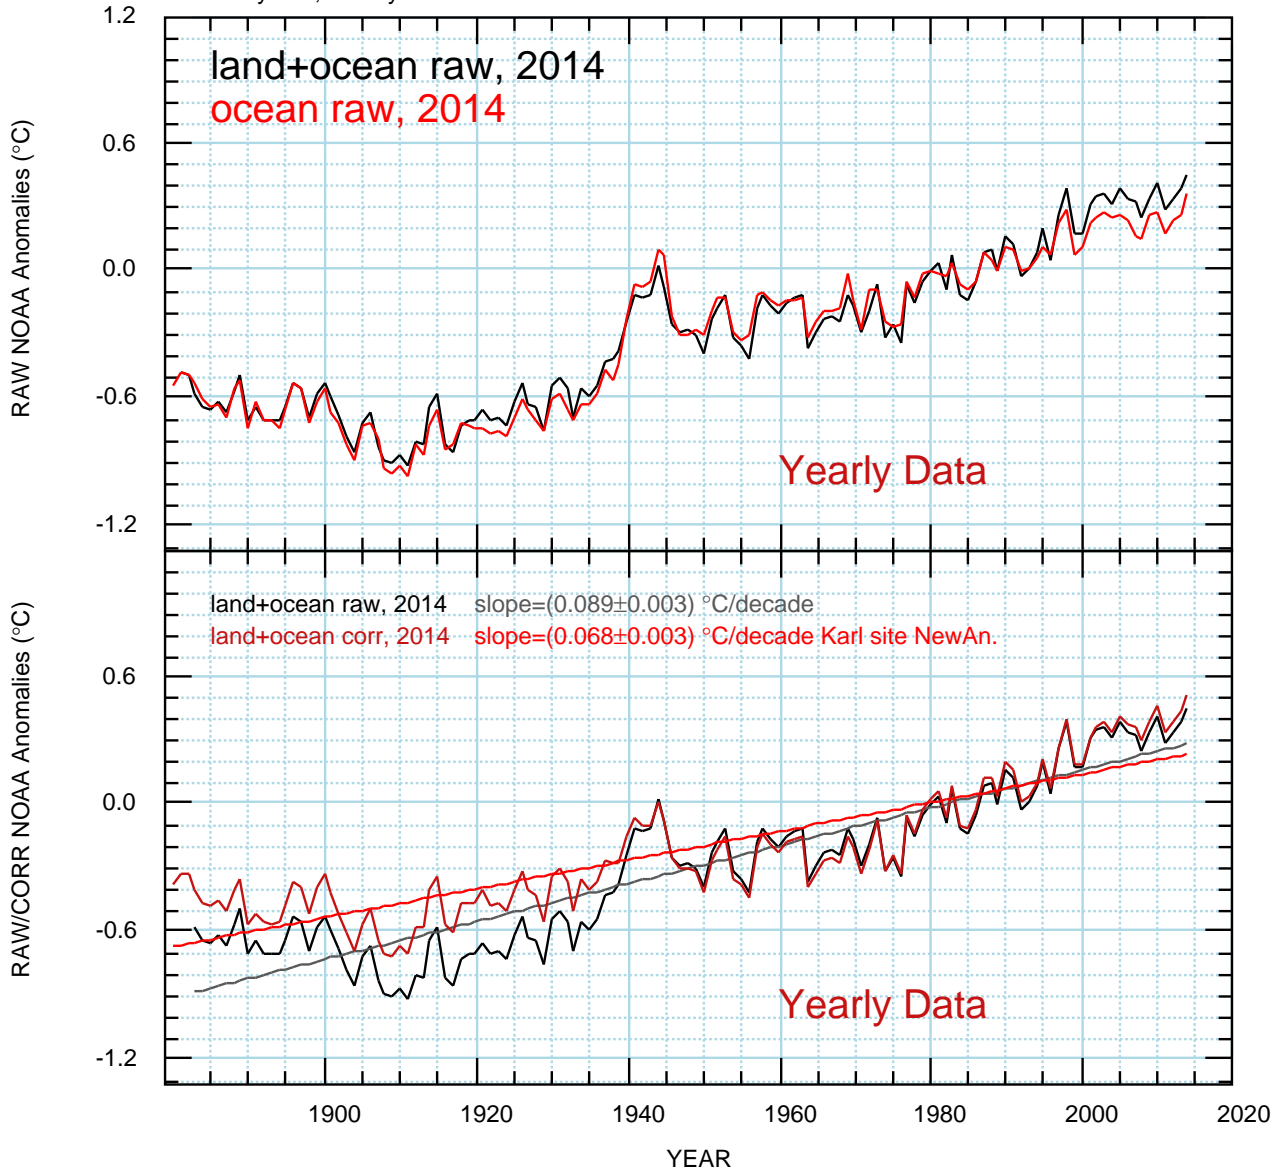 1.2
land+ocean raw, 2014
ocean raw, 2014
0.6
0.0
-0.6
-1.2
RAW NOAA Anomalies (°C)
Yearly Data
land+ocean raw, 2014 slope=(0.089±0.003) °C/decade
land+ocean corr, 2014 slope=(0.068±0.003) °C/decade Karl site NewAn.
0.6
0.0
-0.6
-1.2
RAW/CORR NOAA Anomalies (°C)
Yearly Data
1900 1920 1940 1960 1980 2000 2020
YEAR